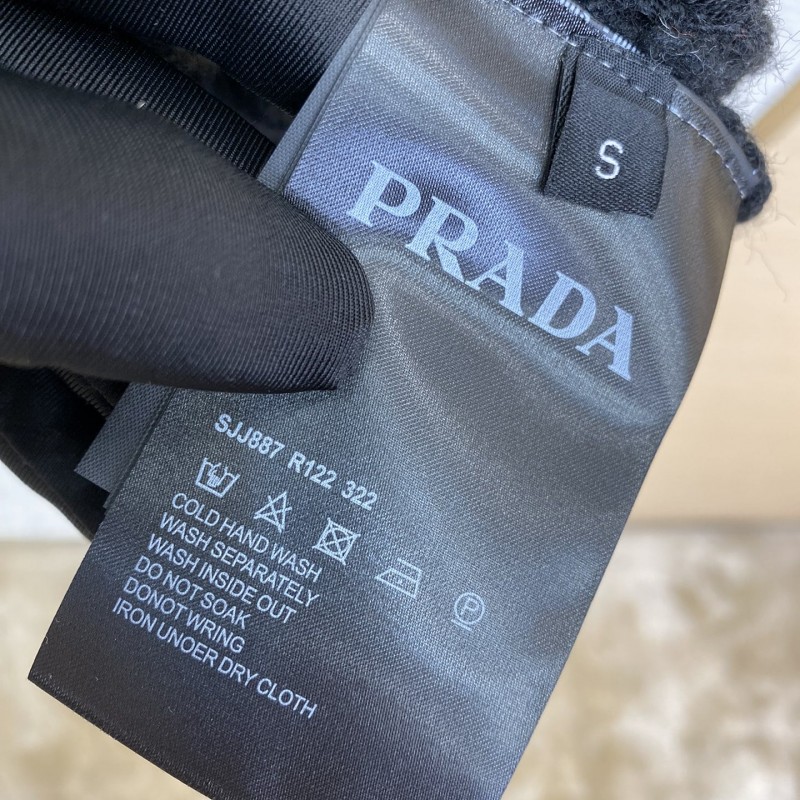 S
PRADA
SJJ887 R122 322
P
COLD HAND WASH
WASH SEPARATELY
WASH INSIDE OUT
DO NOT SOAK
DONOT WRING
IRON UNOER DRY CLOTH